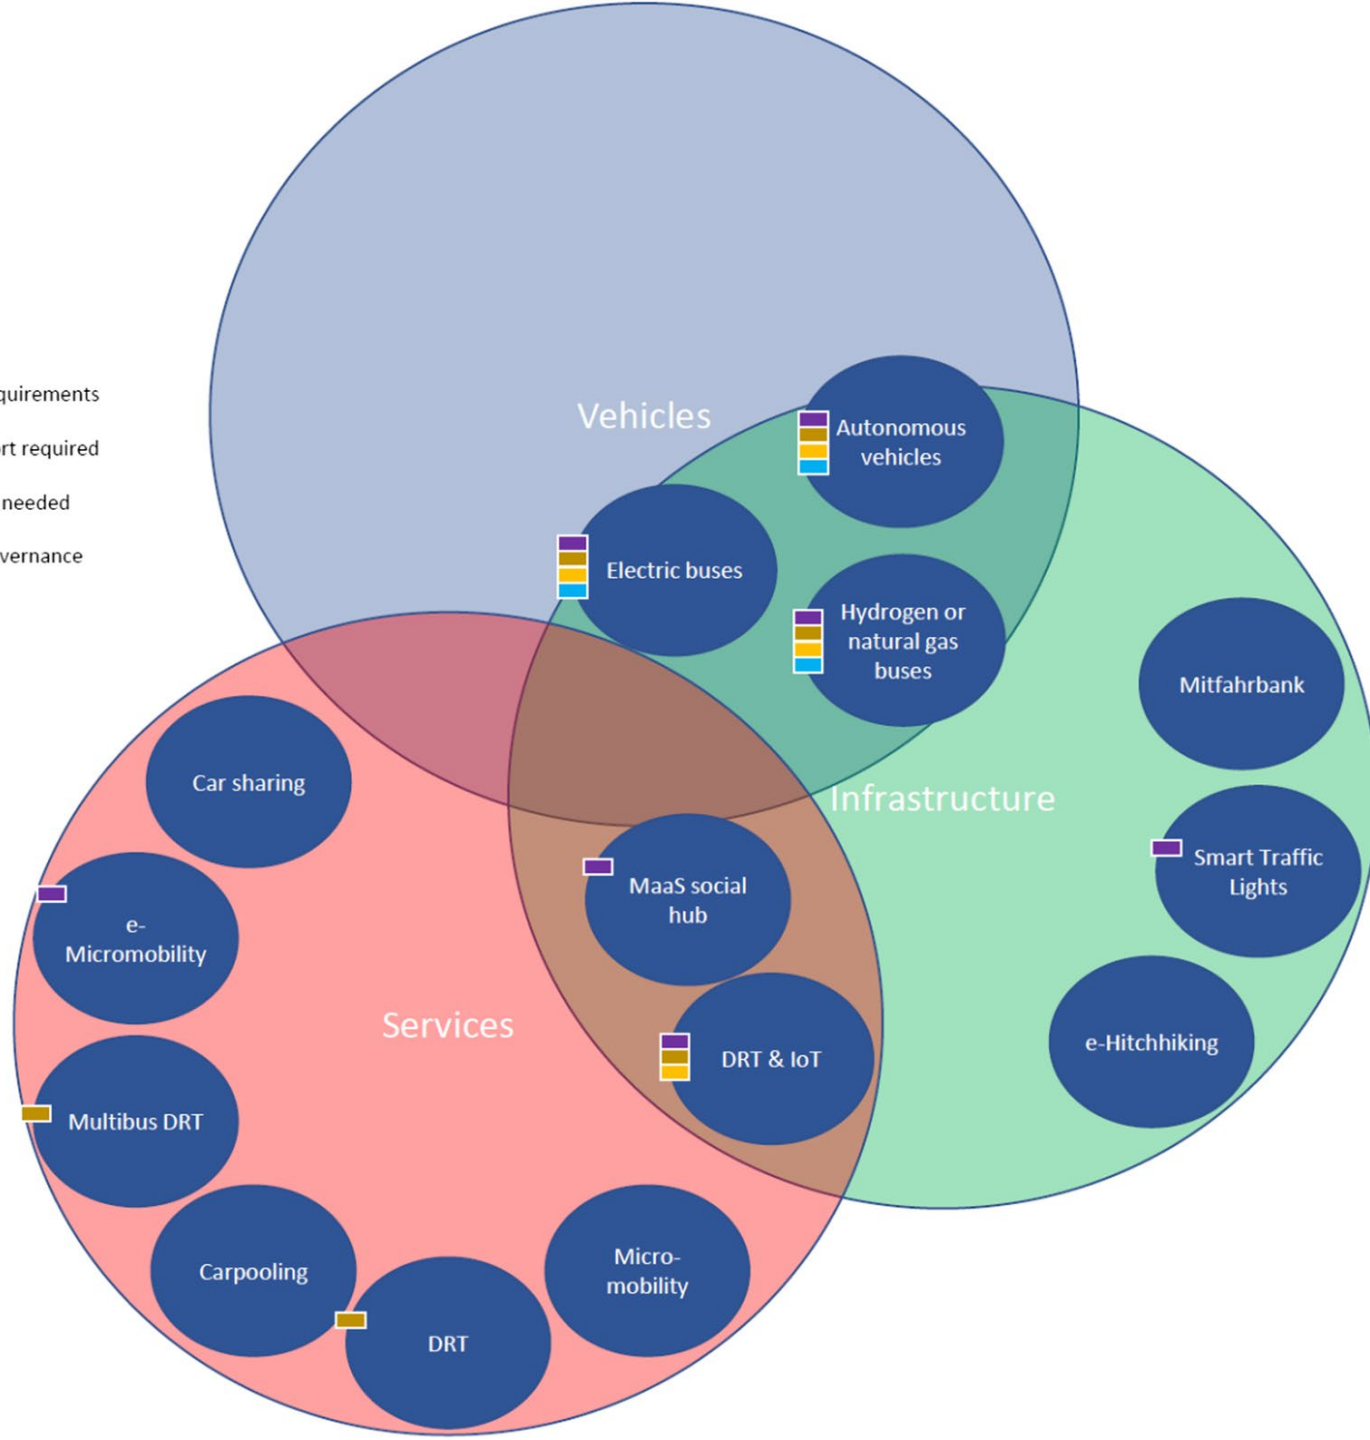 Vehicles
quirements
rt required
needed
vernance
Autonomous
vehicles
Electric buses
Hydrogen or
natural gas
buses
Mitfahrbank
Infrastructure
Car sharing
Smart Traffic
Lights
MaaS social
hub
e-
Micromobility
Services
DRT & IoT
e-Hitchhiking
Multibus DRT
Carpooling
Micro-
mobility
DRT